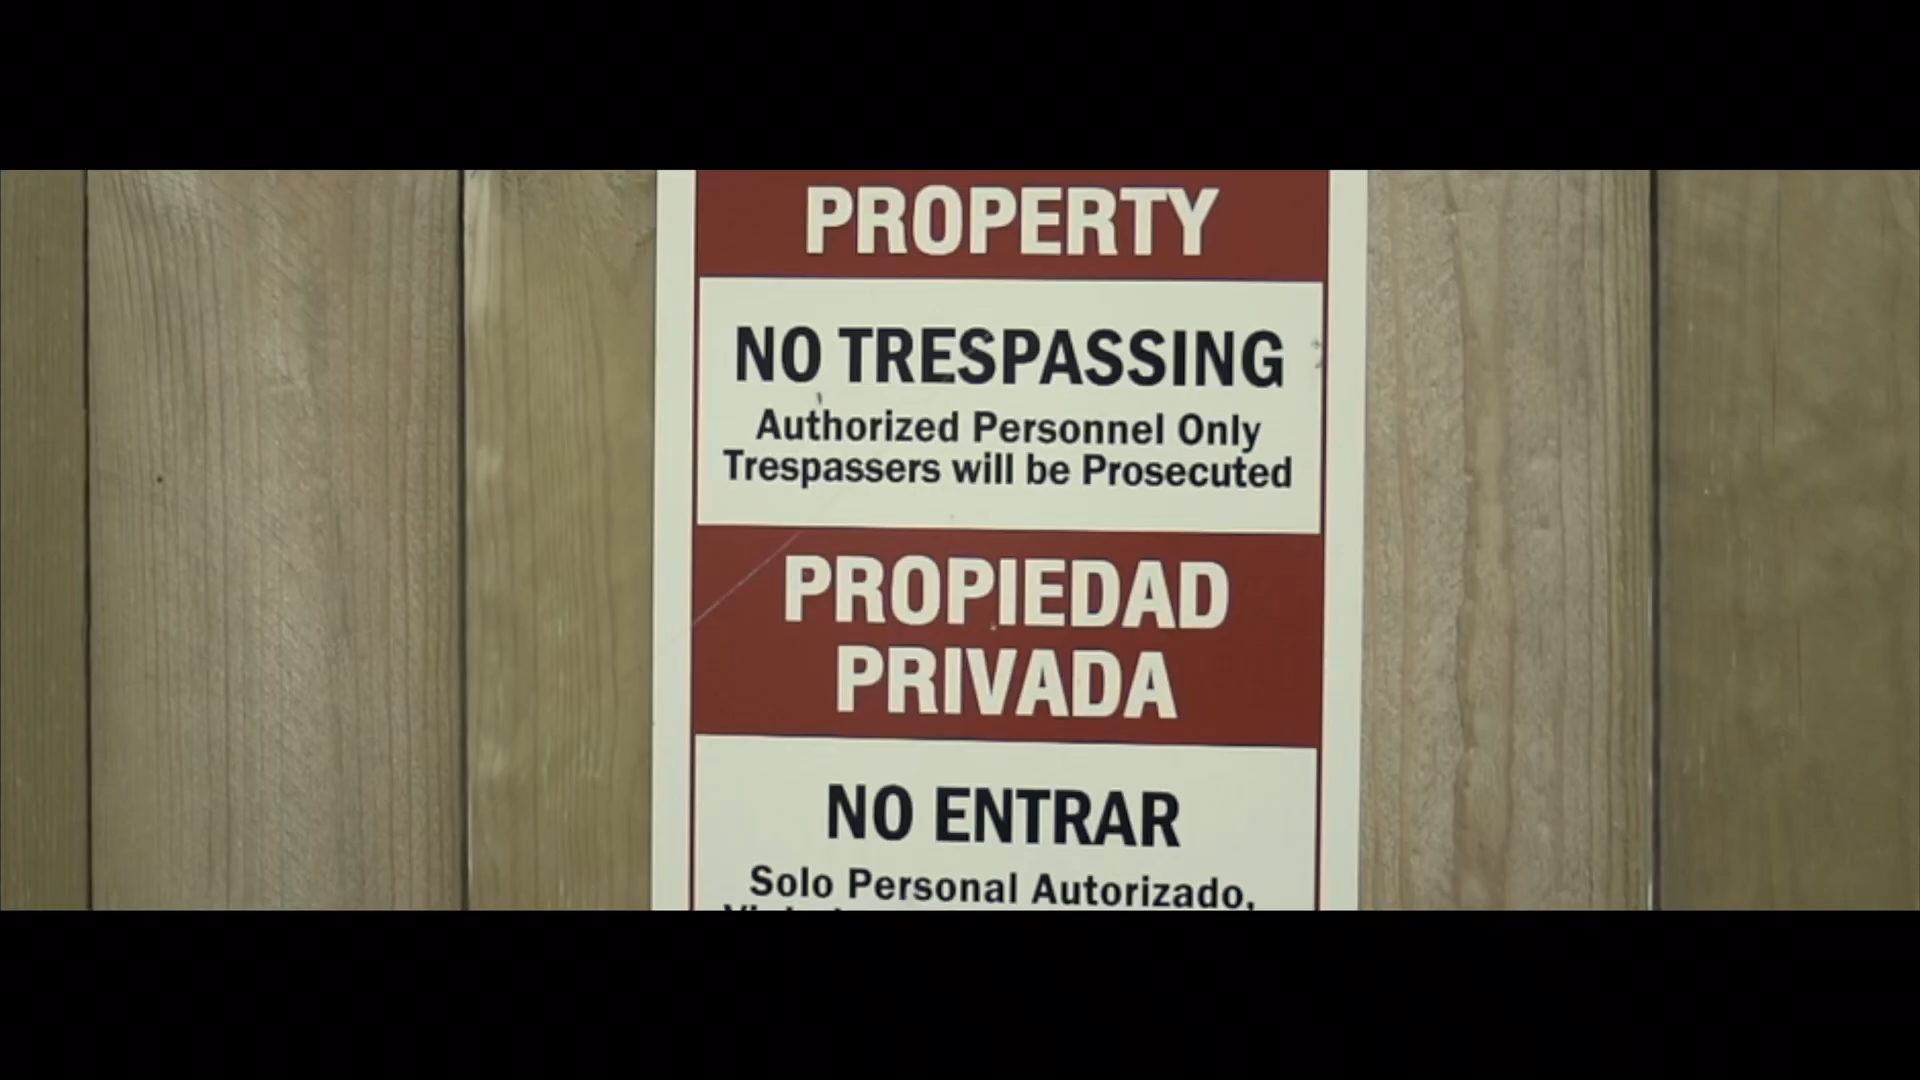 PROPERTY
NO TRESPASSING
Authorized Personnel Only
Trespassers will be Prosecuted
PROPIEDAD
PRIVADA
NO ENTRAR
Solo Personal Autorizado,